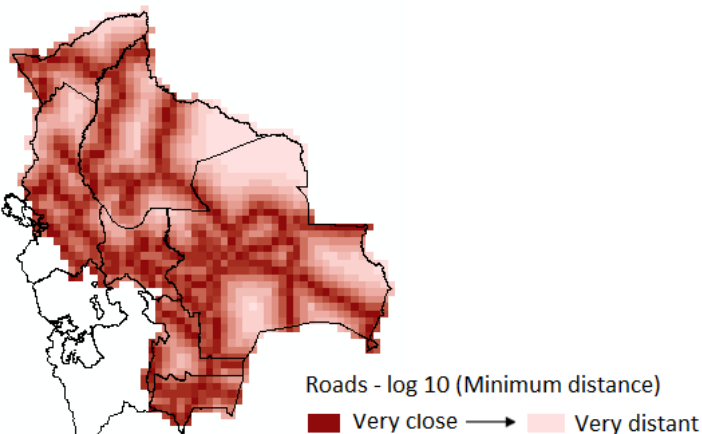 Roads - log 10 (Minimum distance)
Very close → Very distant